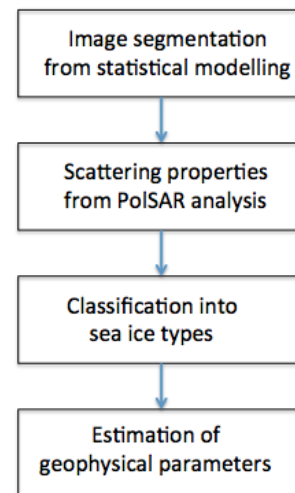 Image segmentation
from statistical modelling
Scattering properties
from PolSAR analysis
Classification into
sea ice types
Estimation of
geophysical parameters